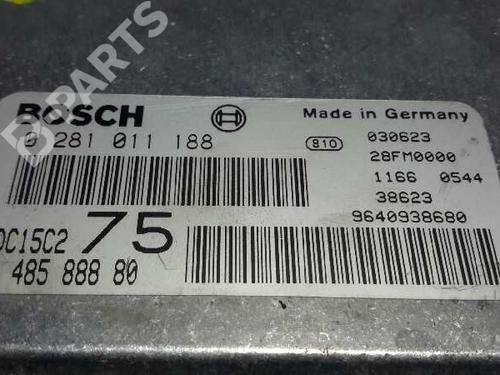 B PARTS
BOSCH
Made in Germany
0 281 011 188
810
030623
28FM0000
1166 0544
38623
9640938680
DC15C2 75
485 888 80